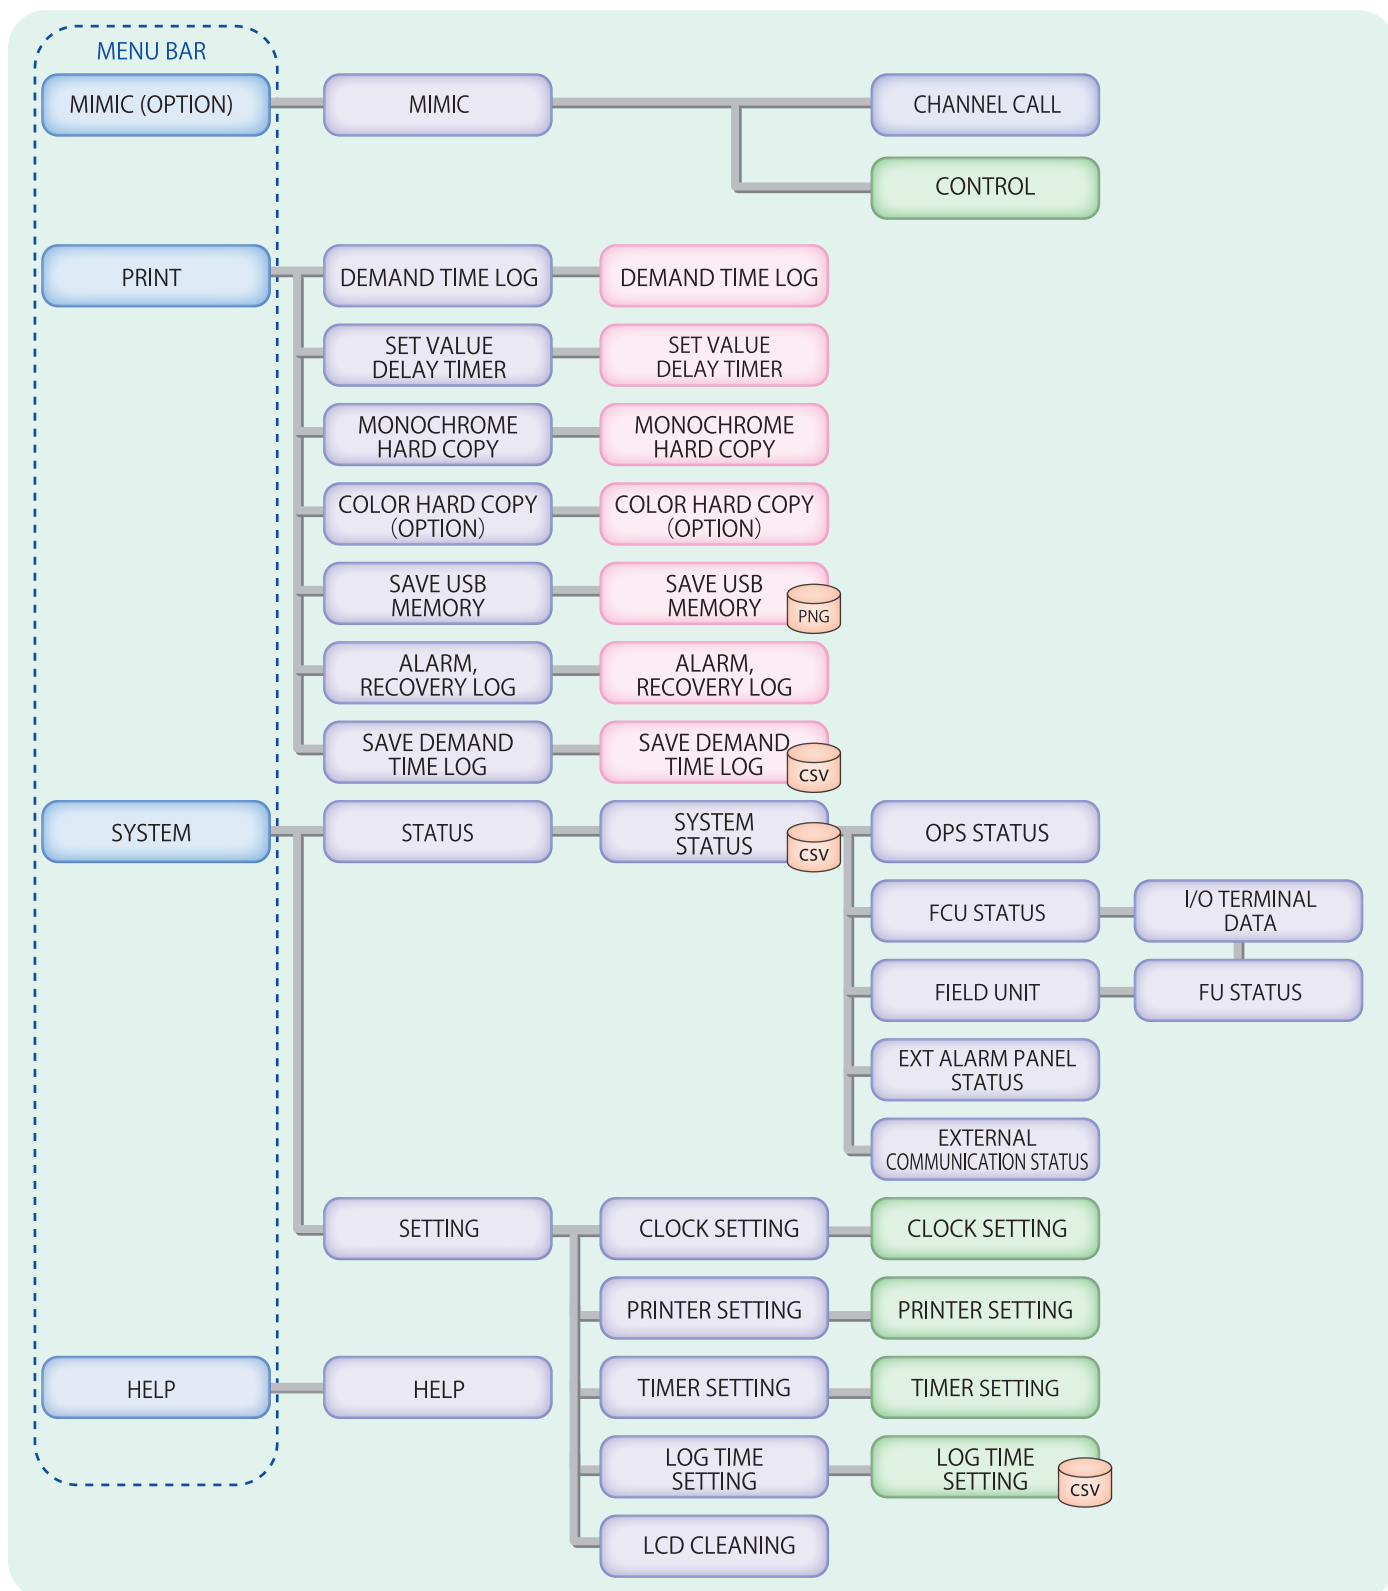 MENU BAR
MIMIC (OPTION)
MIMIC
CHANNEL CALL
CONTROL
PRINT
DEMAND TIME LOG
DEMAND TIME LOG
SET VALUE
DELAY TIMER
SET VALUE
DELAY TIMER
MONOCHROME
HARD COPY
MONOCHROME
HARD COPY
COLOR HARD COPY
(OPTION)
COLOR HARD COPY
(OPTION)
SAVE USB
MEMORY
SAVE USB
MEMORY
PNG
ALARM,
RECOVERY LOG
ALARM,
RECOVERY LOG
SAVE DEMAND
TIME LOG
SAVE DEMAND
TIME LOG
CSV
SYSTEM
STATUS
SYSTEM
STATUS
CSV
OPS STATUS
FCU STATUS
I/O TERMINAL
DATA
FIELD UNIT
FU STATUS
EXT ALARM PANEL
STATUS
EXTERNAL
COMMUNICATION STATUS
SETTING
CLOCK SETTING
CLOCK SETTING
PRINTER SETTING
PRINTER SETTING
HELP
HELP
TIMER SETTING
TIMER SETTING
LOG TIME
SETTING
LOG TIME
SETTING
CSV
LCD CLEANING